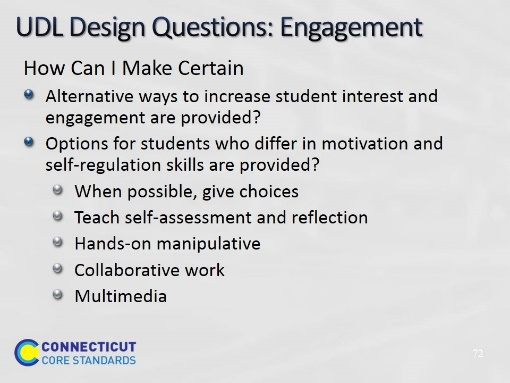 UDL Design Questions: Engagement
How Can I Make Certain
Alternative ways to increase student interest and
engagement are provided?
Options for students who differ in motivation and
self-regulation skills are provided?
When possible, give choices
Teach self-assessment and reflection
Hands-on manipulative
Collaborative work
Multimedia
CONNECTICUT
CORE STANDARDS
72